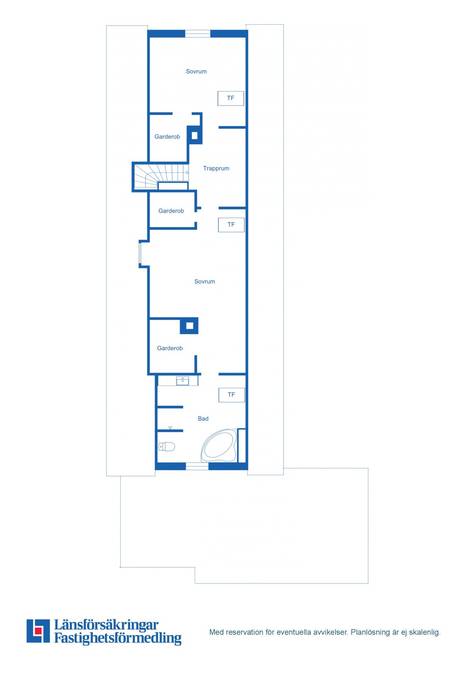 Sovrum
TF
Garderob
Trapprum
Garderob
TF
Sovrum
Garderob
TF
Bad
Länsförsäkringar
Fastighetsförmedling
Med reservation för eventuella avvikelser. Planlösning är ej skalenlig.